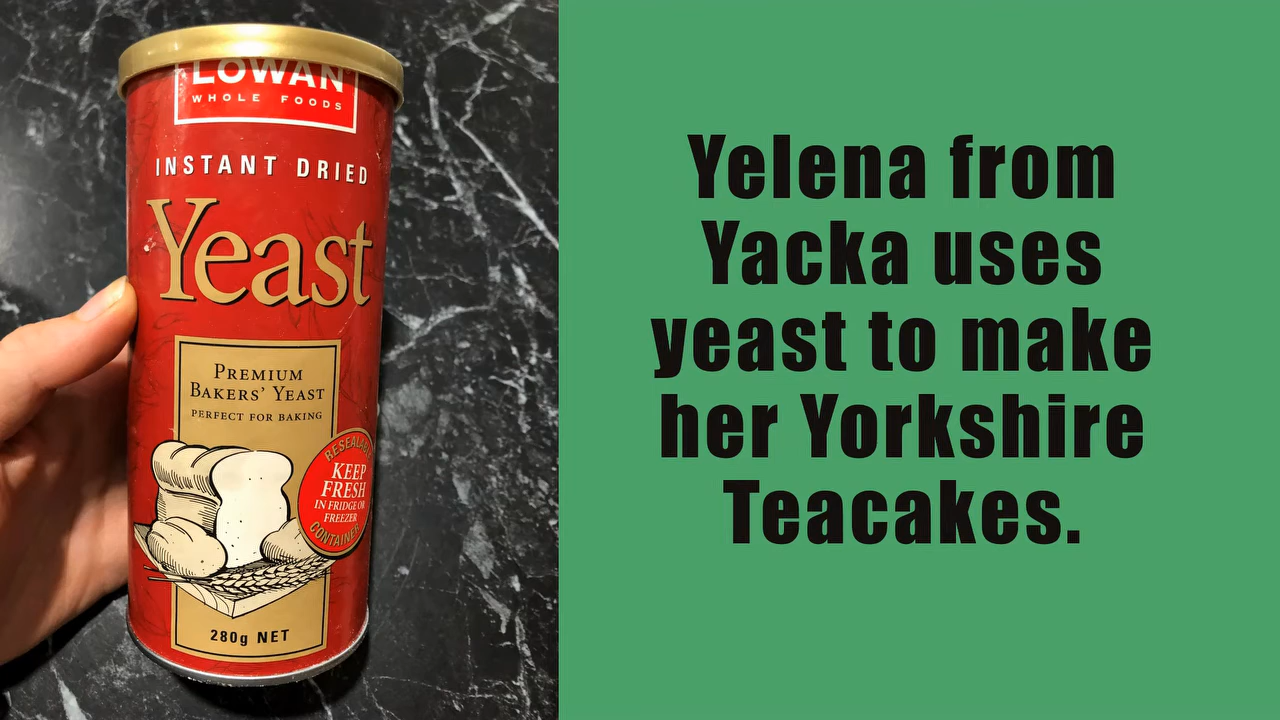 LOWAN
WHOLE FOODS
INSTANT DRIED
Yeast
PREMIUM
BAKERS' YEAST
PERFECT FOR BAKING
RESEALABLE
KEEP
FRESH
IN FRIDGE OR
FREEZER
CONTAINER
280g NET
Yelena from
Yacka uses
yeast to make
her Yorkshire
Teacakes.